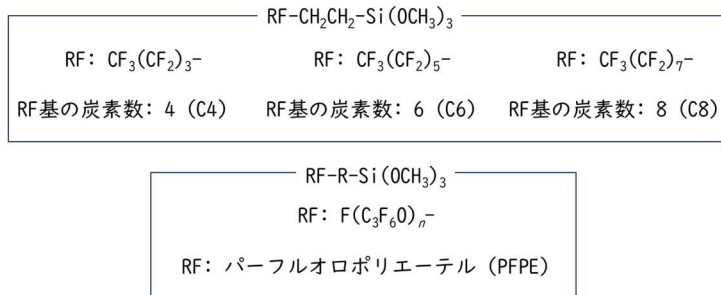 RF-CH₂CH₂-Si(OCH₃)₃
RF: CF₃(CF₂)₃- RF: CF₃(CF₂)₅- RF: CF₃(CF₂)₇-
RF基の炭素数: 4 (C4) RF基の炭素数: 6 (C6) RF基の炭素数: 8 (C8)
RF-R-Si(OCH₃)₃
RF: F(C₃F₆O)ₙ-
RF: パーフルオロポリエーテル (PFPE)